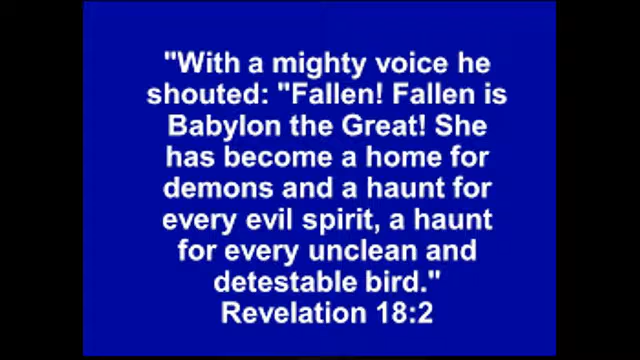 "With a mighty voice he
shouted: "Fallen! Fallen is
Babylon the Great! She
has become a home for
demons and a haunt for
every evil spirit, a haunt
for every unclean and
detestable bird."
Revelation 18:2